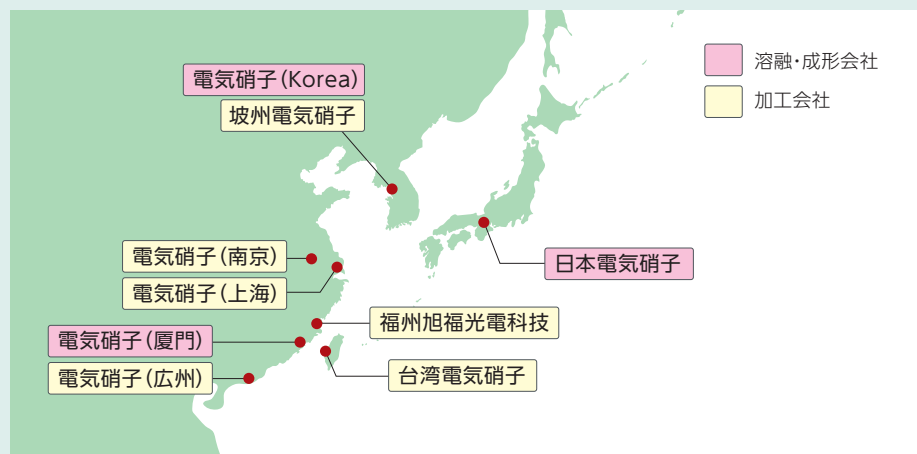 溶融・成形会社
加工会社
電気硝子(Korea)
坡州電気硝子
日本電気硝子
電気硝子(南京)
電気硝子(上海)
福州旭福光電科技
電気硝子(厦門)
台湾電気硝子
電気硝子(広州)